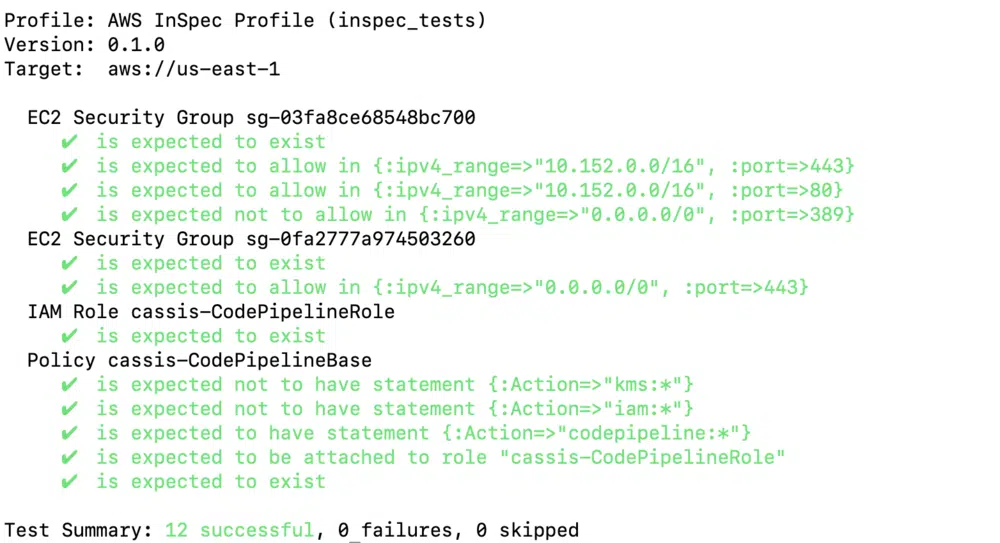 Profile: AWS InSpec Profile (inspec_tests)
Version: 0.1.0
Target:  aws://us-east-1
EC2 Security Group sg-03fa8ce68548bc700
✔ is expected to exist
✔ is expected to allow in {:ipv4_range=>"10.152.0.0/16", :port=>443}
✔ is expected to allow in {:ipv4_range=>"10.152.0.0/16", :port=>80}
✔ is expected not to allow in {:ipv4_range=>"0.0.0.0/0", :port=>389}
EC2 Security Group sg-0fa2777a974503260
✔ is expected to exist
✔ is expected to allow in {:ipv4_range=>"0.0.0.0/0", :port=>443}
IAM Role cassis-CodePipelineRole
✔ is expected to exist
Policy cassis-CodePipelineBase
✔ is expected not to have statement {:Action=>"kms:*"}
✔ is expected not to have statement {:Action=>"iam:*"}
✔ is expected to have statement {:Action=>"codepipeline:*"}
✔ is expected to be attached to role "cassis-CodePipelineRole"
✔ is expected to exist
Test Summary: 12 successful, 0 failures, 0 skipped